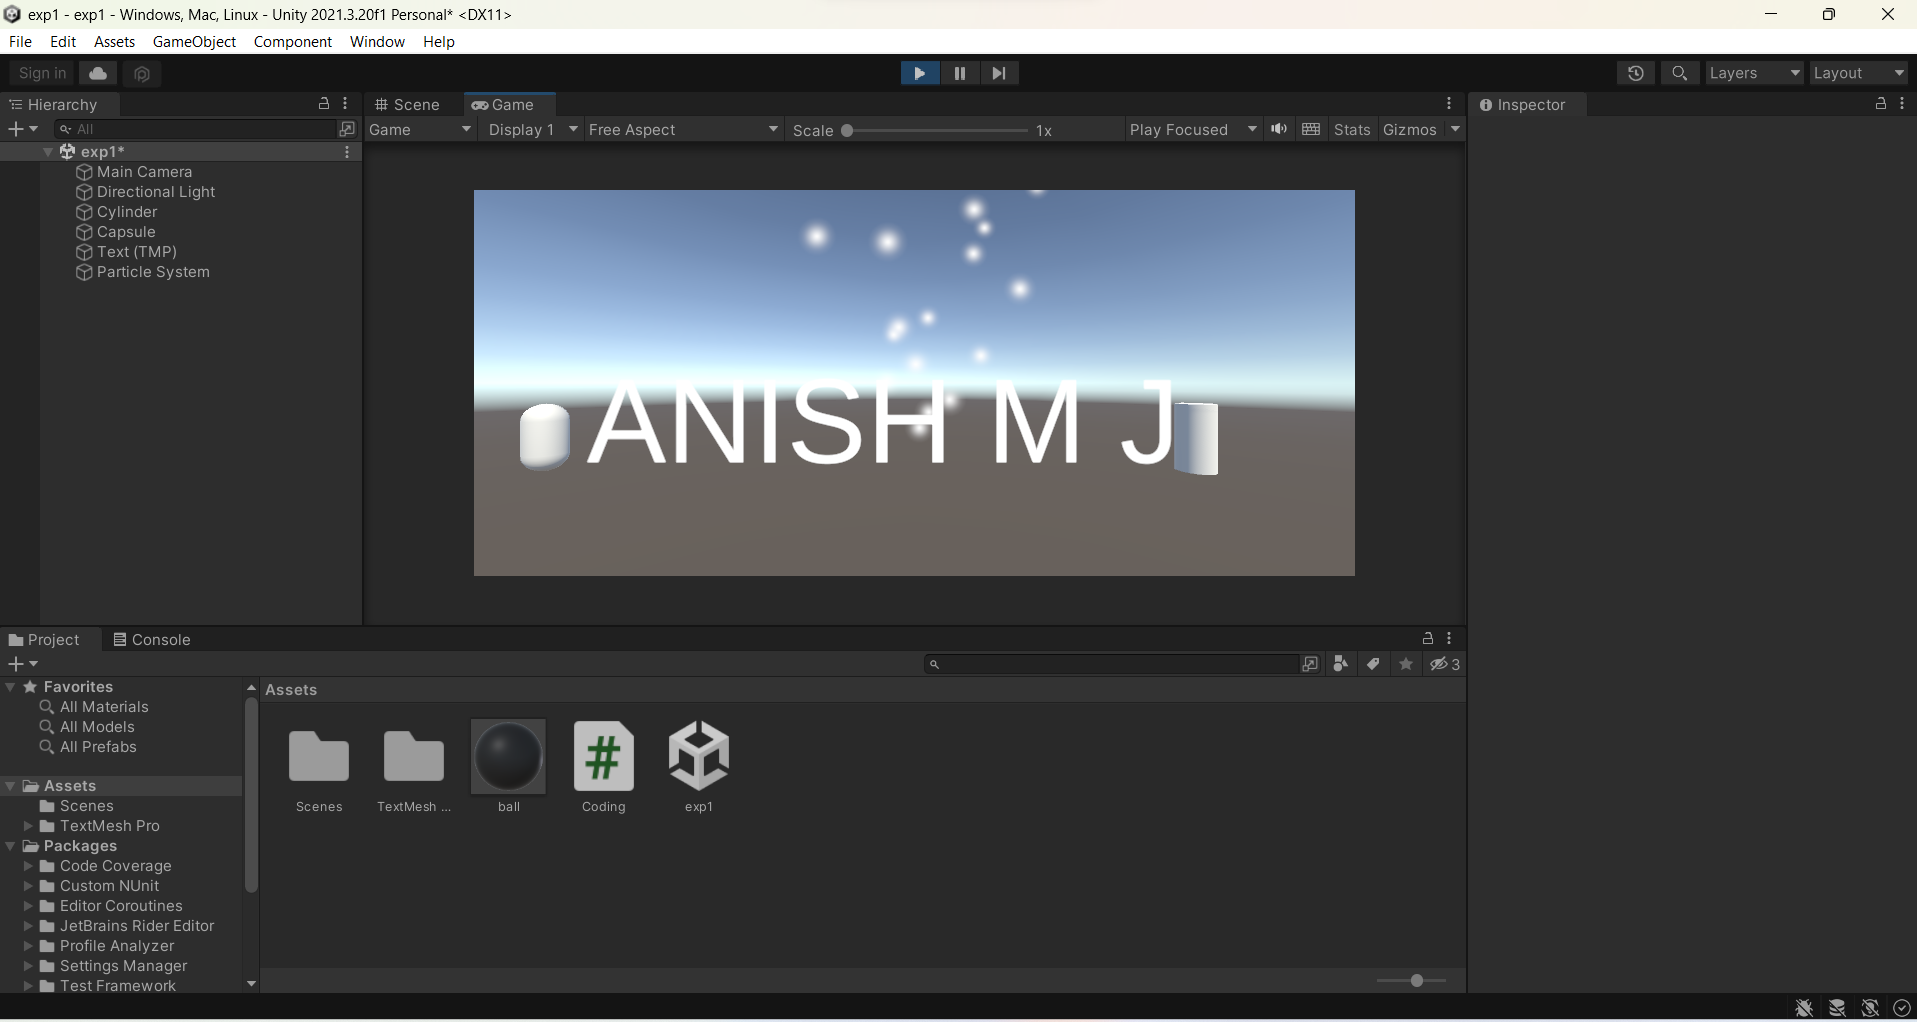 exp1 - exp1 - Windows, Mac, Linux - Unity 2021.3.20f1 Personal* <DX11>
File Edit Assets GameObject Component Window Help
Sign in Layers Layout
Hierarchy Scene Game Inspector
All Game Display 1 Free Aspect Scale 1x Play Focused Stats Gizmos
exp1*
Main Camera
Directional Light
Cylinder
Capsule
Text (TMP)
Particle System
ANISH M J
Project Console
3
Favorites
All Materials
All Models
All Prefabs
Assets
Scenes
TextMesh Pro
Packages
Code Coverage
Custom NUnit
Editor Coroutines
JetBrains Rider Editor
Profile Analyzer
Settings Manager
Test Framework
Assets
Scenes TextMesh ... ball Coding exp1